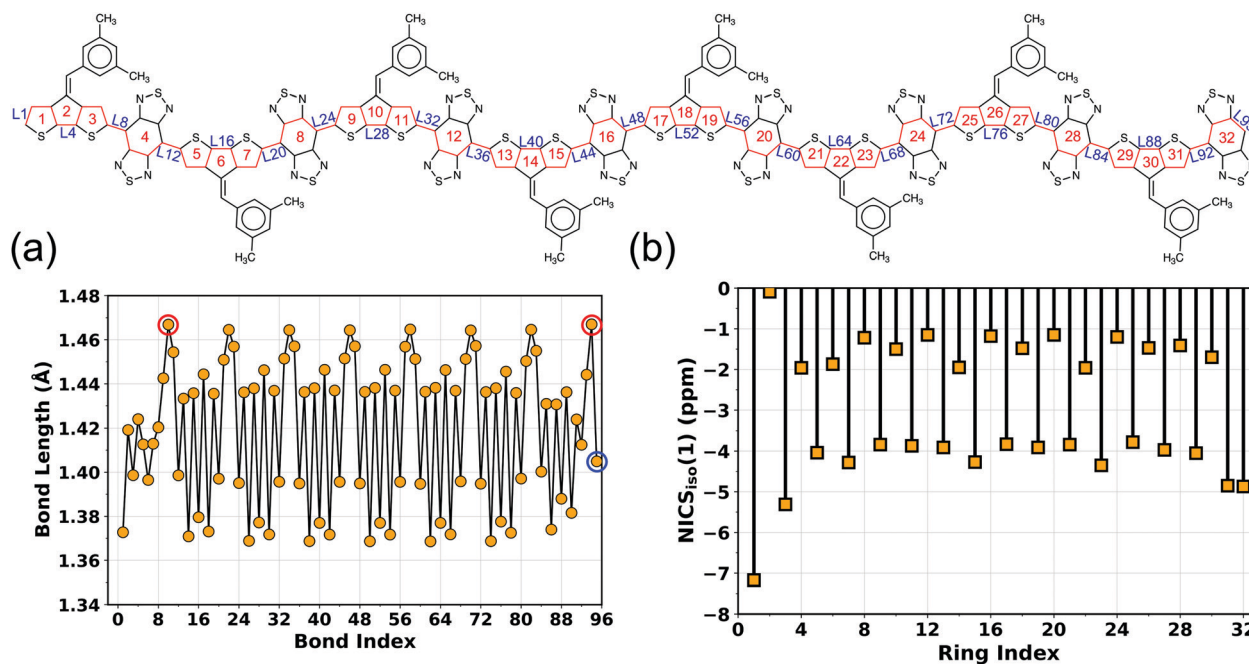 CH₃ CH₃ CH₃ CH₃
CH₃ CH₃ CH₃ CH₃
N S N N S N N S N N S N N S N N S N N S N N S N
L1 1 2 3 L8 4 L12 5 L16 6 7 L20 8 L24 9 10 11 L32 12 L36 13 L40 14 15 L44 16 L48 17 18 19 L56 20 L60 21 L64 22 23 L68 24 L72 25 26 27 L80 28 L84 29 L88 30 31 L92 32
S L4 S S S S L28 S S S S L52 S S S S L76 S S S
N S N N S N N S N N S N N S N N S N N S N N S N
CH₃ CH₃ CH₃ CH₃
H₃C H₃C CH₃ CH₃
(a)
(b)
1.48
1.46
1.44
1.42
1.40
1.38
1.36
1.34
Bond Length (Å)
0 8 16 24 32 40 48 56 64 72 80 88 96
Bond Index
0
−1
−2
−3
−4
−5
−6
−7
−8
NICSiso(1) (ppm)
0 4 8 12 16 20 24 28 32
Ring Index